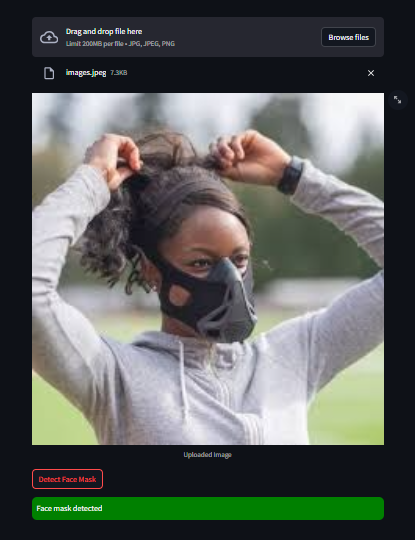 Drag and drop file here
Limit 200MB per file • JPG, JPEG, PNG
Browse files
images.jpeg 7.3KB
Uploaded Image
Detect Face Mask
Face mask detected